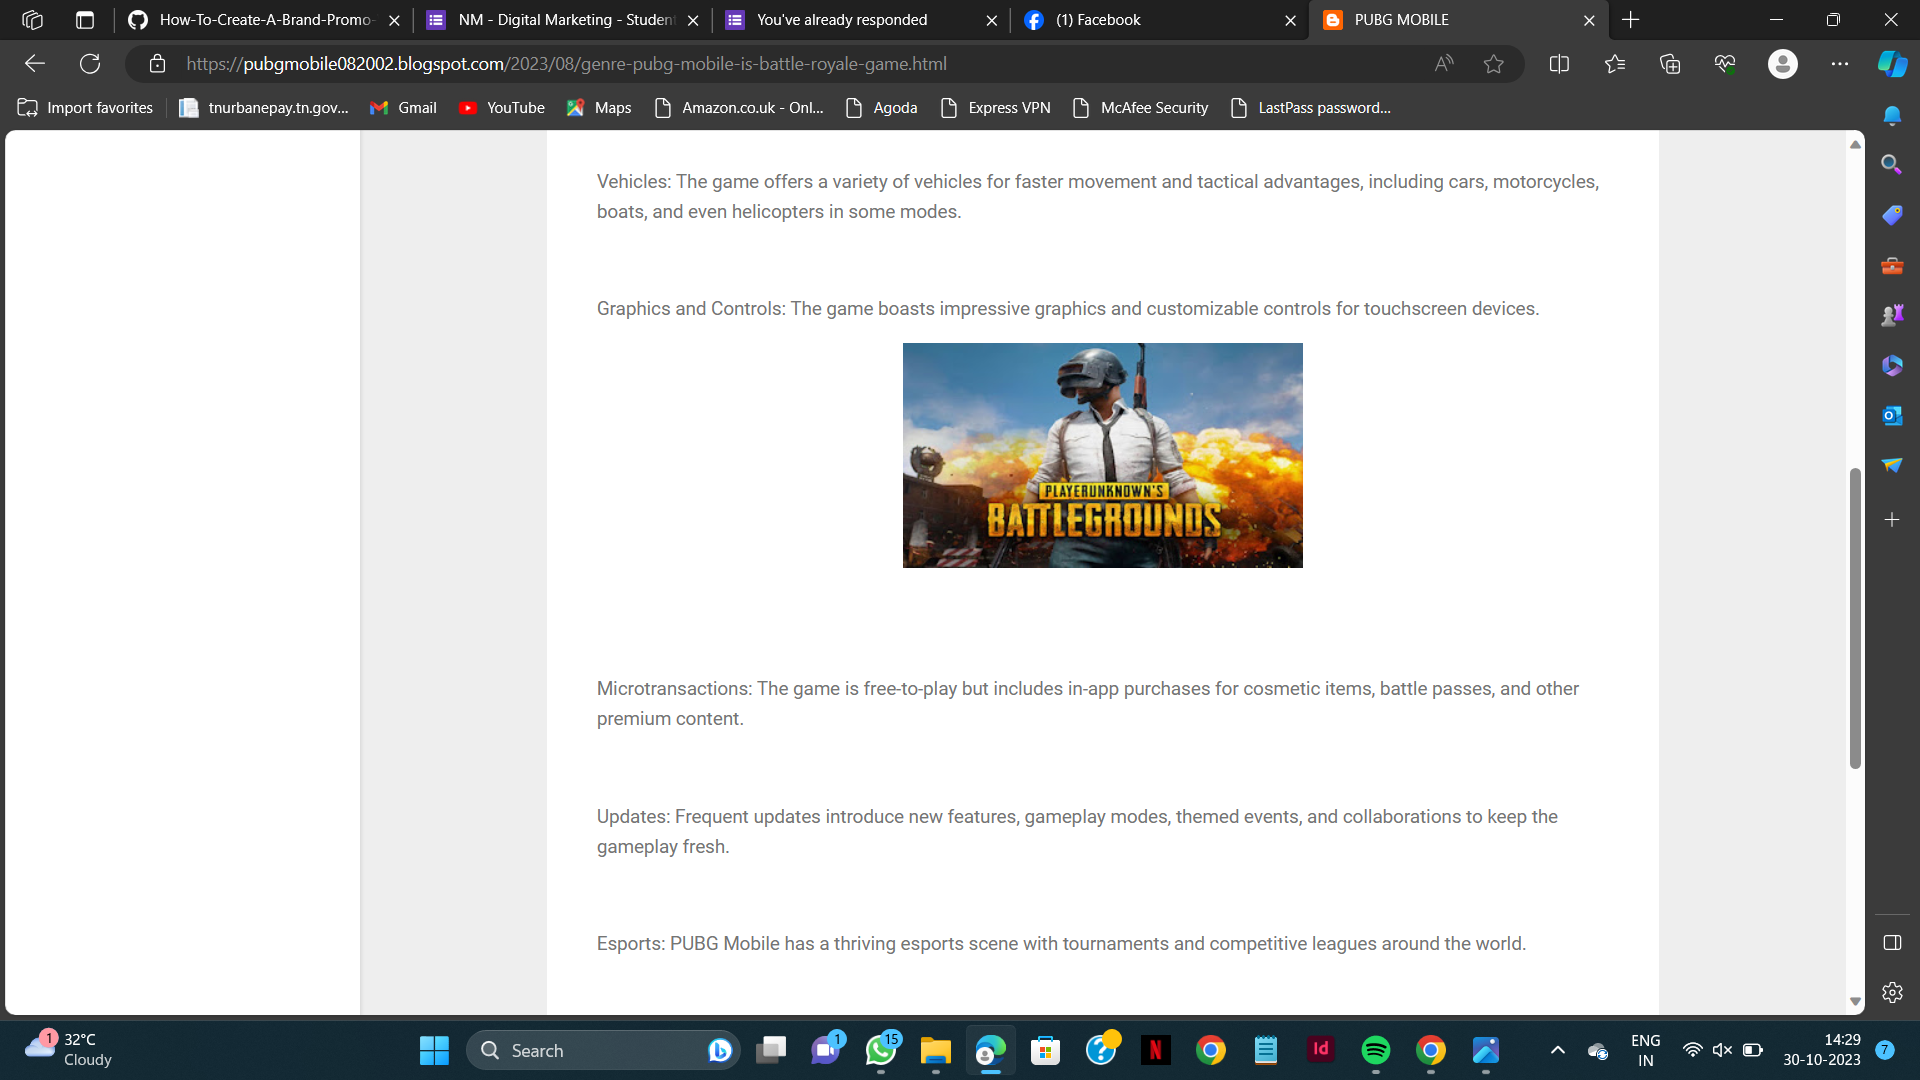 How-To-Create-A-Brand-Promo-
NM - Digital Marketing - Student
You've already responded
(1) Facebook
PUBG MOBILE
https://pubgmobile082002.blogspot.com/2023/08/genre-pubg-mobile-is-battle-royale-game.html
Import favorites
tnurbanepay.tn.gov...
Gmail
YouTube
Maps
Amazon.co.uk - Onl...
Agoda
Express VPN
McAfee Security
LastPass password...
Vehicles: The game offers a variety of vehicles for faster movement and tactical advantages, including cars, motorcycles,
boats, and even helicopters in some modes.
Graphics and Controls: The game boasts impressive graphics and customizable controls for touchscreen devices.
PLAYERUNKNOWN'S
BATTLEGROUNDS
Microtransactions: The game is free-to-play but includes in-app purchases for cosmetic items, battle passes, and other
premium content.
Updates: Frequent updates introduce new features, gameplay modes, themed events, and collaborations to keep the
gameplay fresh.
Esports: PUBG Mobile has a thriving esports scene with tournaments and competitive leagues around the world.
1
32°C
Cloudy
Search
1
15
N
Id
ENG
IN
14:29
30-10-2023
7